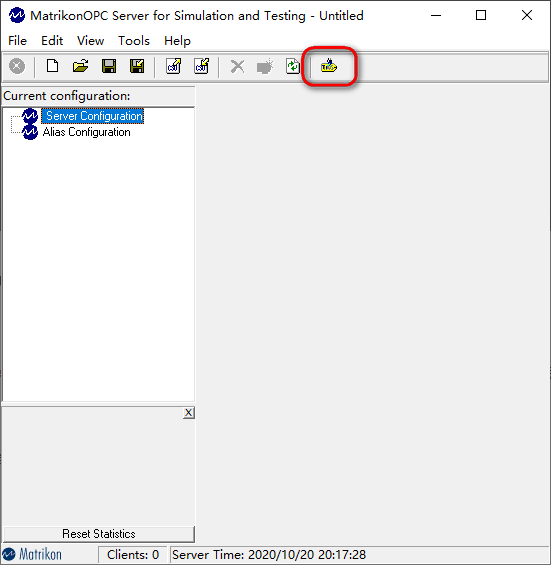 MatrikonOPC Server for Simulation and Testing - Untitled
File Edit View Tools Help
Current configuration:
Server Configuration
Alias Configuration
X
Reset Statistics
Matrikon Clients: 0 Server Time: 2020/10/20 20:17:28